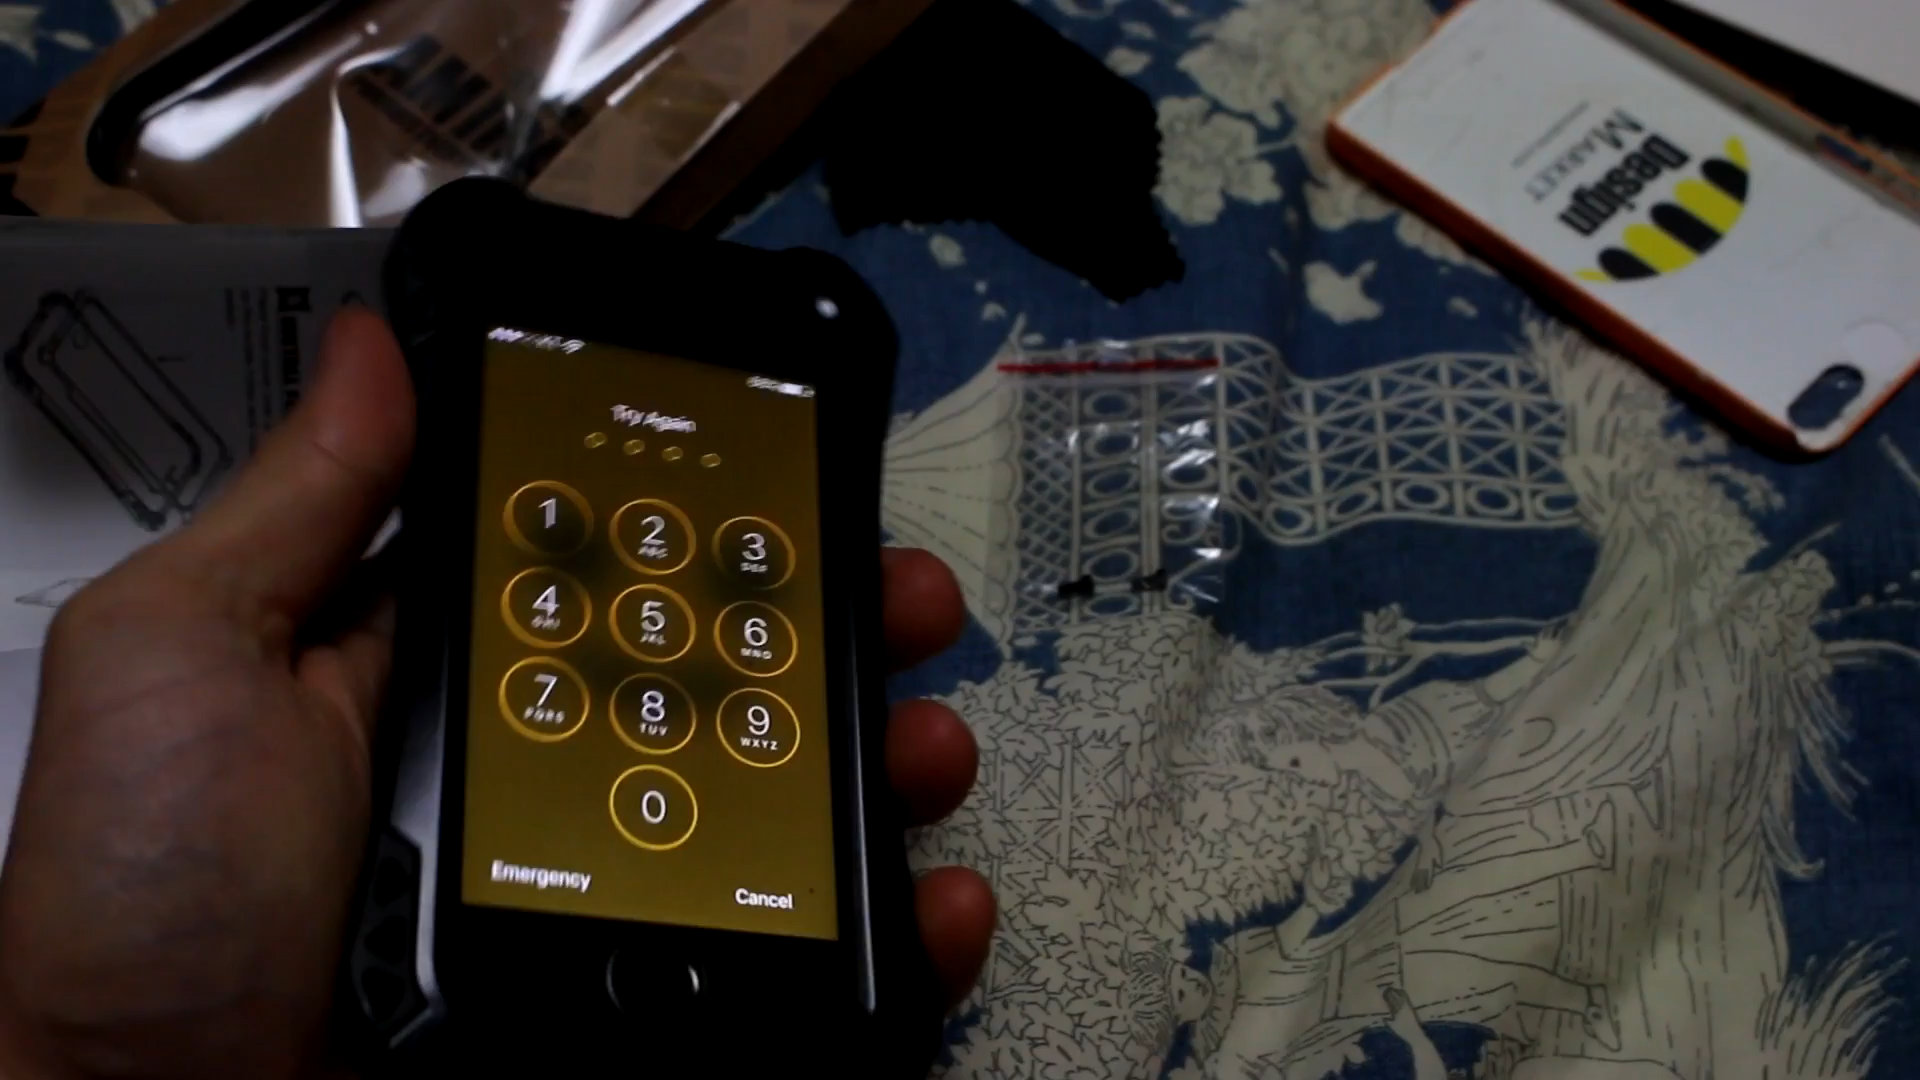 Try Again
1
2
ABC
3
DEF
4
GHI
5
JKL
6
MNO
7
PQRS
8
TUV
9
WXYZ
0
Emergency
Cancel
Design
MARKET